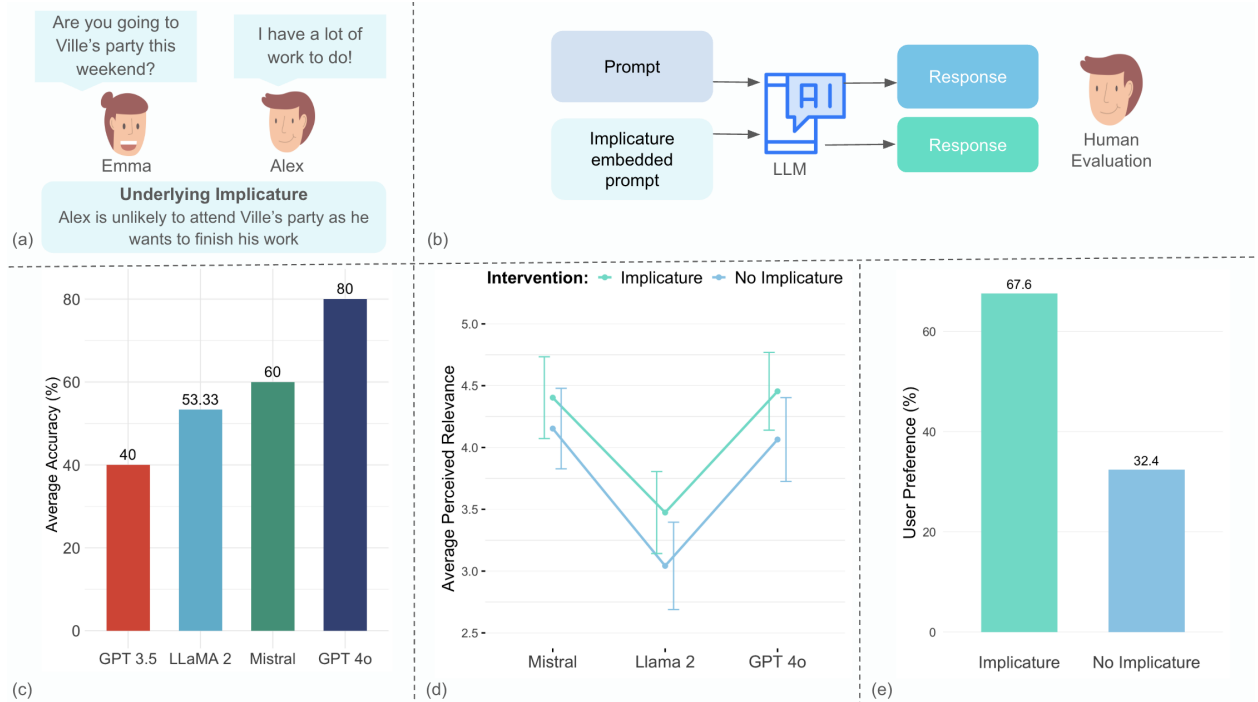 Are you going to
Ville's party this
weekend?
I have a lot of
work to do!
Emma
Alex
Underlying Implicature
Alex is unlikely to attend Ville's party as he
wants to finish his work
(a)
Prompt
Implicature
embedded
prompt
AI
LLM
Response
Response
Human
Evaluation
(b)
Average Accuracy (%)
80
60
40
20
0
40
53.33
60
80
GPT 3.5
LLaMA 2
Mistral
GPT 4o
(c)
Intervention: Implicature No Implicature
Average Perceived Relevance
5.0
4.5
4.0
3.5
3.0
2.5
Mistral
Llama 2
GPT 4o
(d)
User Preference (%)
60
40
20
0
67.6
32.4
Implicature
No Implicature
(e)